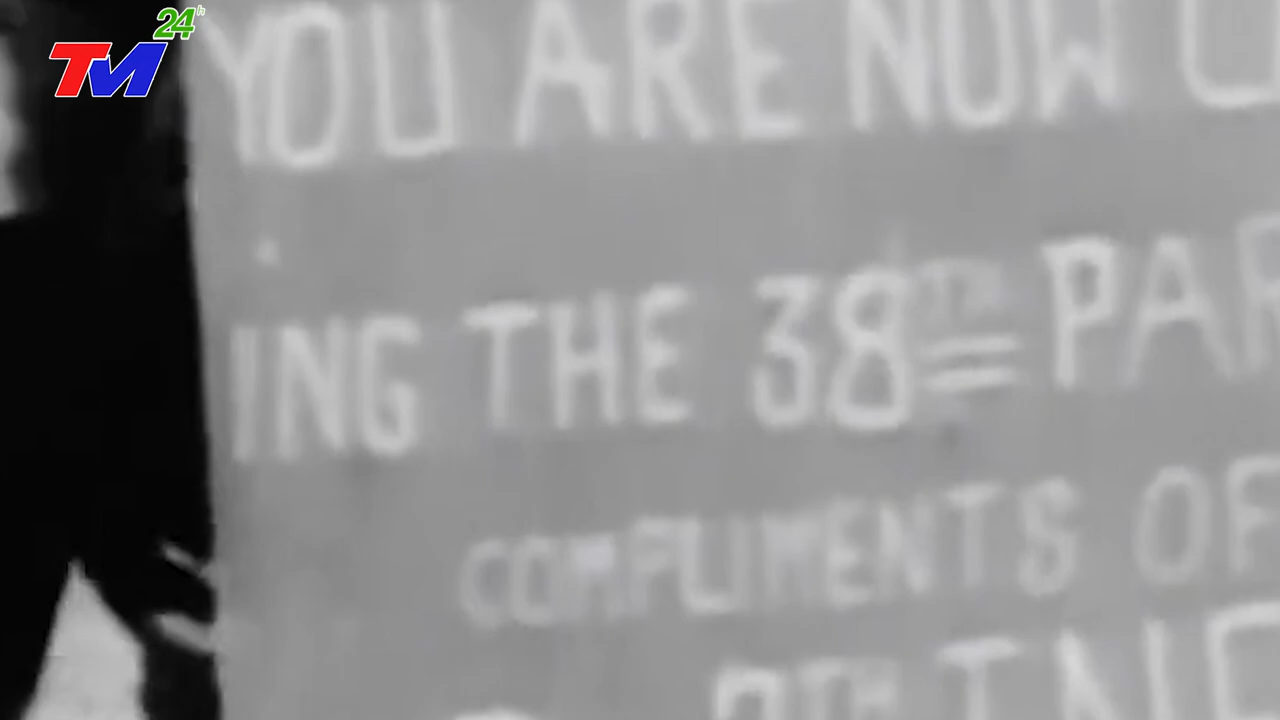 24h
TM
YOU ARE NOW
ING THE 38TH PAR
COMPLIMENTS OF